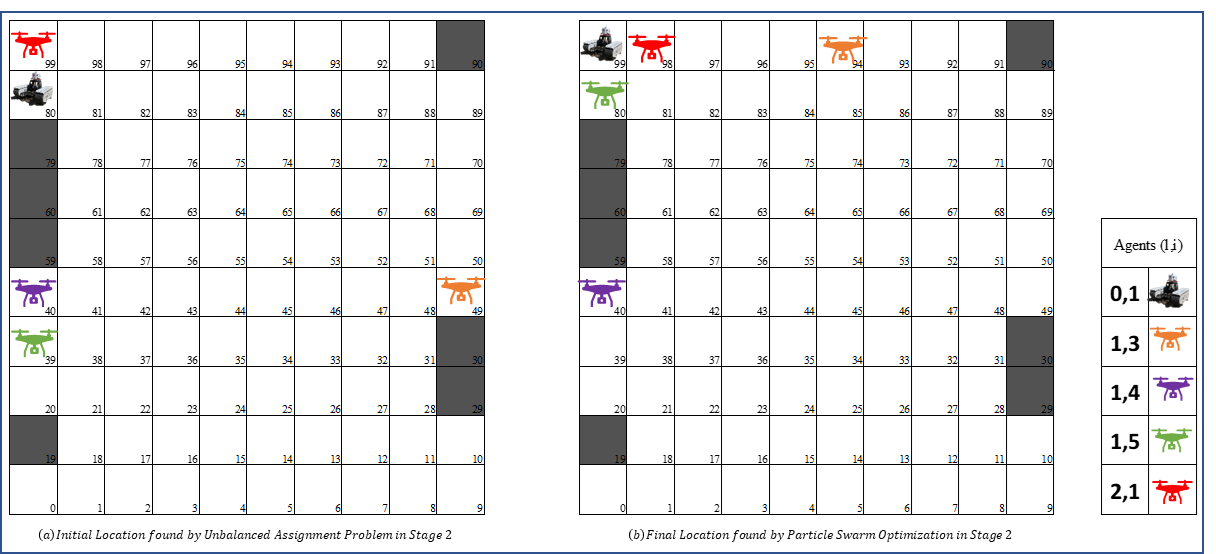 99 98 97 96 95 94 93 92 91 90
80 81 82 83 84 85 86 87 88 89
79 78 77 76 75 74 73 72 71 70
60 61 62 63 64 65 66 67 68 69
59 58 57 56 55 54 53 52 51 50
40 41 42 43 44 45 46 47 48 49
39 38 37 36 35 34 33 32 31 30
20 21 22 23 24 25 26 27 28 29
19 18 17 16 15 14 13 12 11 10
0 1 2 3 4 5 6 7 8 9
(a)Initial Location found by Unbalanced Assignment Problem in Stage 2
99 98 97 96 95 94 93 92 91 90
80 81 82 83 84 85 86 87 88 89
79 78 77 76 75 74 73 72 71 70
60 61 62 63 64 65 66 67 68 69
59 58 57 56 55 54 53 52 51 50
40 41 42 43 44 45 46 47 48 49
39 38 37 36 35 34 33 32 31 30
20 21 22 23 24 25 26 27 28 29
19 18 17 16 15 14 13 12 11 10
0 1 2 3 4 5 6 7 8 9
(b)Final Location found by Particle Swarm Optimization in Stage 2
Agents (l,i)
0,1
1,3
1,4
1,5
2,1